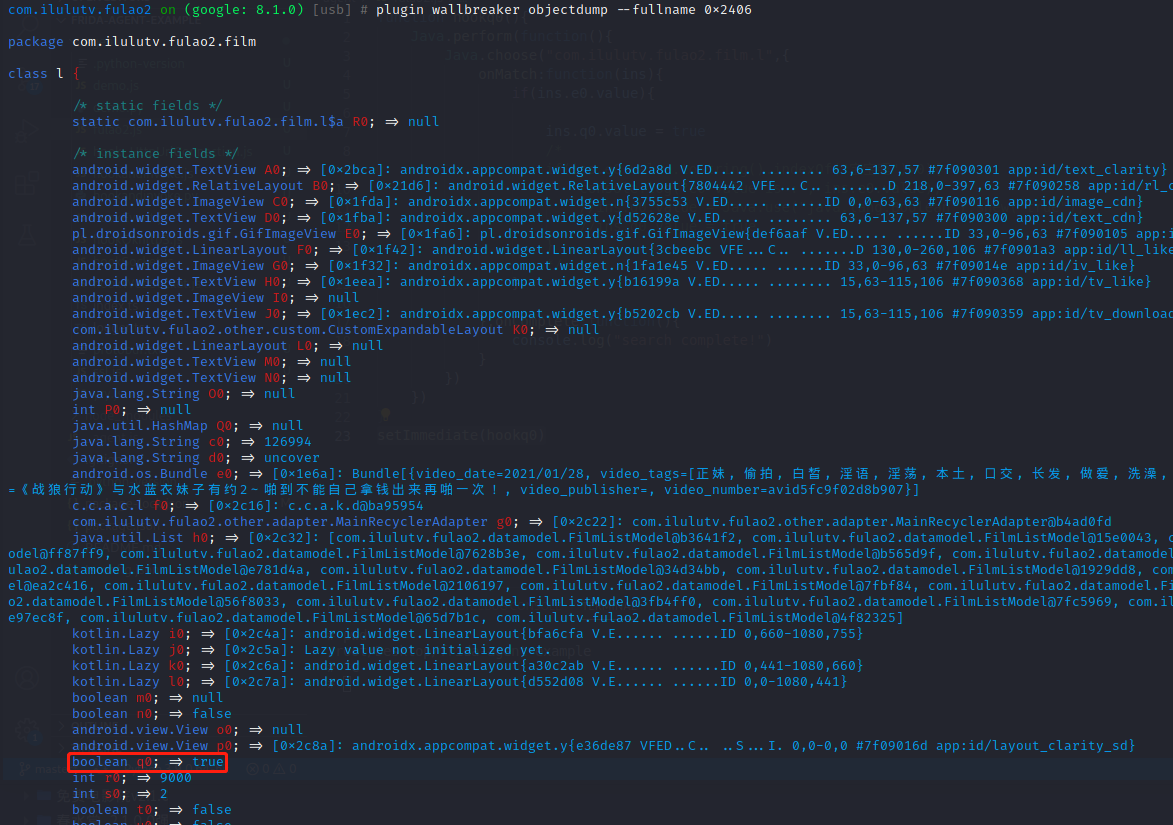 com.ilulutv.fulao2 on (google: 8.1.0) [usb] # plugin wallbreaker objectdump --fullname 0×2406
package com.ilulutv.fulao2.film
class l {
/* static fields */
static com.ilulutv.fulao2.film.l$a R0; => null
/* instance fields */
android.widget.TextView A0; => [0×2bca]: androidx.appcompat.widget.y{6d2a8d V.ED..... ........ 63,6-137,57 #7f090301 app:id/text_clarity}
android.widget.RelativeLayout B0; => [0×21d6]: android.widget.RelativeLayout{7804442 VFE...C.. .......D 218,0-397,63 #7f090258 app:id/rl_c
android.widget.ImageView C0; => [0×1fda]: androidx.appcompat.widget.n{3755c53 V.ED..... ......ID 0,0-63,63 #7f090116 app:id/image_cdn}
android.widget.TextView D0; => [0×1fba]: androidx.appcompat.widget.y{d52628e V.ED..... ........ 63,6-137,57 #7f090300 app:id/text_cdn}
pl.droidsonroids.gif.GifImageView E0; => [0×1fa6]: pl.droidsonroids.gif.GifImageView{def6aaf V.ED..... ......ID 33,0-96,63 #7f090105 app:i
android.widget.LinearLayout F0; => [0×1f42]: android.widget.LinearLayout{3cbeebc VFE...C.. .......D 130,0-260,106 #7f0901a3 app:id/ll_like
android.widget.ImageView G0; => [0×1f32]: androidx.appcompat.widget.n{1fa1e45 V.ED..... ......ID 33,0-96,63 #7f09014e app:id/iv_like}
android.widget.TextView H0; => [0×1eea]: androidx.appcompat.widget.y{b16199a V.ED..... ........ 15,63-115,106 #7f090368 app:id/tv_like}
android.widget.ImageView I0; => null
android.widget.TextView J0; => [0×1ec2]: androidx.appcompat.widget.y{b5202cb V.ED..... ........ 15,63-115,106 #7f090359 app:id/tv_download
com.ilulutv.fulao2.other.custom.CustomExpandableLayout K0; => null
android.widget.LinearLayout L0; => null
android.widget.TextView M0; => null
android.widget.TextView N0; => null
java.lang.String O0; => null
int P0; => null
java.util.HashMap Q0; => null
java.lang.String c0; => 126994
java.lang.String d0; => uncover
android.os.Bundle e0; => [0×1e6a]: Bundle[{video_date=2021/01/28, video_tags=[正妹, 偷拍, 白皙, 淫语, 淫荡, 本土, 口交, 长发, 做爱, 洗澡,
=《战狼行动》与水蓝衣妹子有约2~啪到不能自己拿钱出来再啪一次！, video_publisher=, video_number=avid5fc9f02d8b907}]
c.c.a.c.l f0; => [0×2c16]: c.c.a.k.d@ba95954
com.ilulutv.fulao2.other.adapter.MainRecyclerAdapter g0; => [0×2c22]: com.ilulutv.fulao2.other.adapter.MainRecyclerAdapter@b4ad0fd
java.util.List h0; => [0×2c32]: [com.ilulutv.fulao2.datamodel.FilmListModel@b3641f2, com.ilulutv.fulao2.datamodel.FilmListModel@15e0043, c
odel@ff87ff9, com.ilulutv.fulao2.datamodel.FilmListModel@7628b3e, com.ilulutv.fulao2.datamodel.FilmListModel@b565d9f, com.ilulutv.fulao2.datamodel
ulao2.datamodel.FilmListModel@e781d4a, com.ilulutv.fulao2.datamodel.FilmListModel@34d34bb, com.ilulutv.fulao2.datamodel.FilmListModel@1929dd8, com
el@ea2c416, com.ilulutv.fulao2.datamodel.FilmListModel@2106197, com.ilulutv.fulao2.datamodel.FilmListModel@7fbf84, com.ilulutv.fulao2.datamodel.Fi
o2.datamodel.FilmListModel@56f8033, com.ilulutv.fulao2.datamodel.FilmListModel@3fb4ff0, com.ilulutv.fulao2.datamodel.FilmListModel@7fc5969, com.il
e97ec8f, com.ilulutv.fulao2.datamodel.FilmListModel@65d7b1c, com.ilulutv.fulao2.datamodel.FilmListModel@4f82325]
kotlin.Lazy i0; => [0×2c4a]: android.widget.LinearLayout{bfa6cfa V.E...... ......ID 0,660-1080,755}
kotlin.Lazy j0; => [0×2c5a]: Lazy value not initialized yet.
kotlin.Lazy k0; => [0×2c6a]: android.widget.LinearLayout{a30c2ab V.E...... ......ID 0,441-1080,660}
kotlin.Lazy l0; => [0×2c7a]: android.widget.LinearLayout{d552d08 V.E...... ......ID 0,0-1080,441}
boolean m0; => null
boolean n0; => false
android.view.View o0; => null
android.view.View p0; => [0×2c8a]: androidx.appcompat.widget.y{e36de87 VFED..C.. ..S...I. 0,0-0,0 #7f09016d app:id/layout_clarity_sd}
boolean q0; => true
int r0; => 9000
int s0; => 2
boolean t0; => false